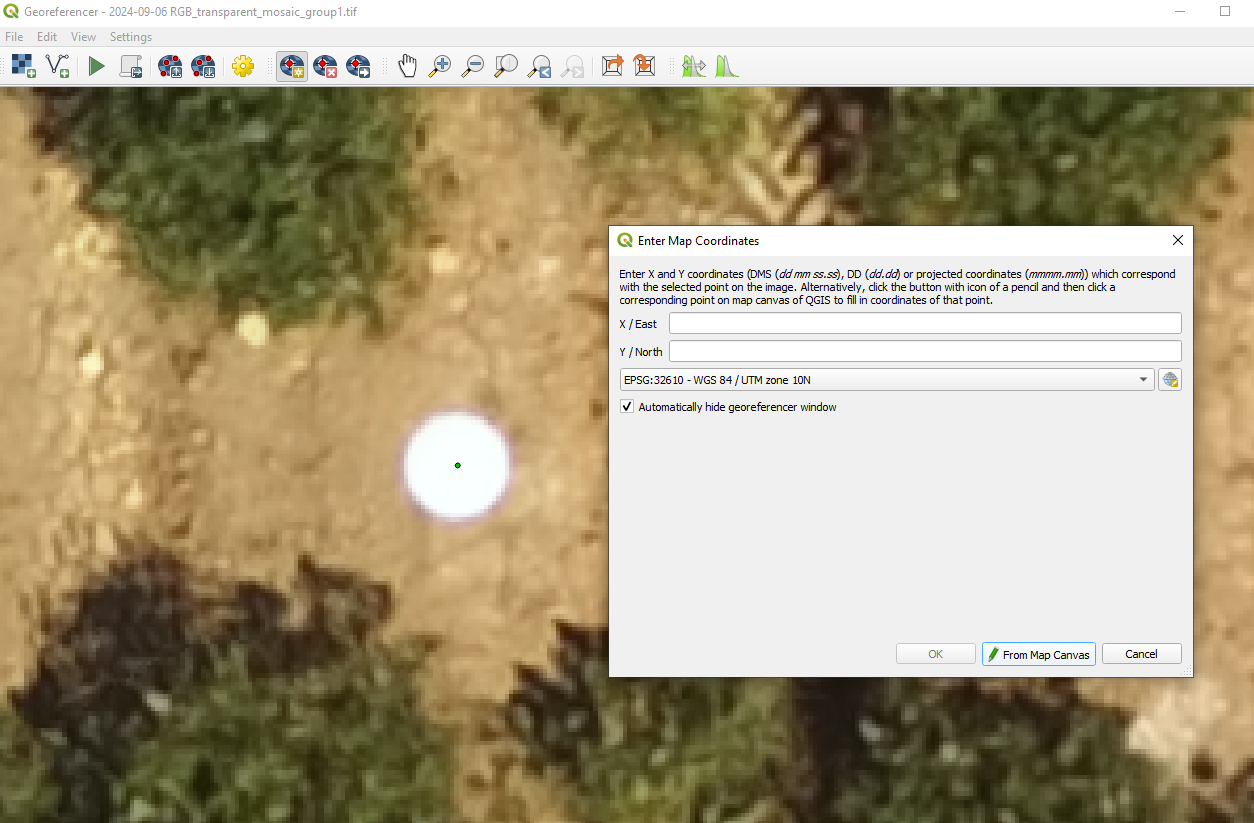 Georeferencer - 2024-09-06 RGB_transparent_mosaic_group1.tif
File Edit View Settings
Enter Map Coordinates
Enter X and Y coordinates (DMS (dd mm ss.ss), DD (dd.dd) or projected coordinates (mmmm.mm)) which correspond
with the selected point on the image. Alternatively, click the button with icon of a pencil and then click a
corresponding point on map canvas of QGIS to fill in coordinates of that point.
X / East
Y / North
EPSG:32610 - WGS 84 / UTM zone 10N
Automatically hide georeferencer window
OK From Map Canvas Cancel